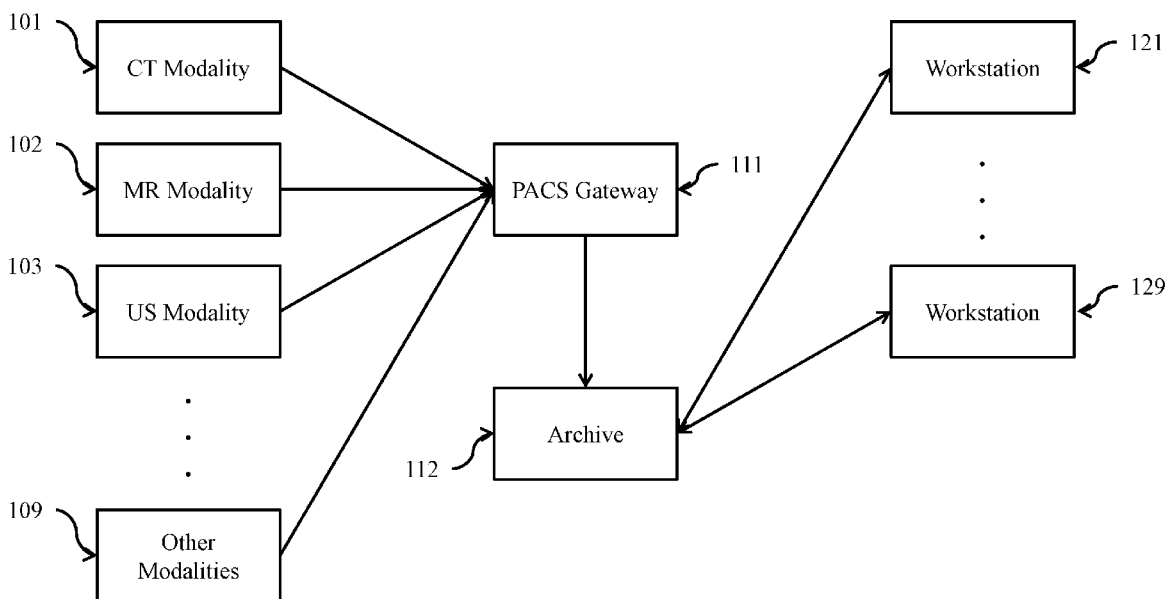 101
CT Modality
102
MR Modality
103
US Modality
109
Other
Modalities
PACS Gateway
111
Archive
112
Workstation
121
Workstation
129